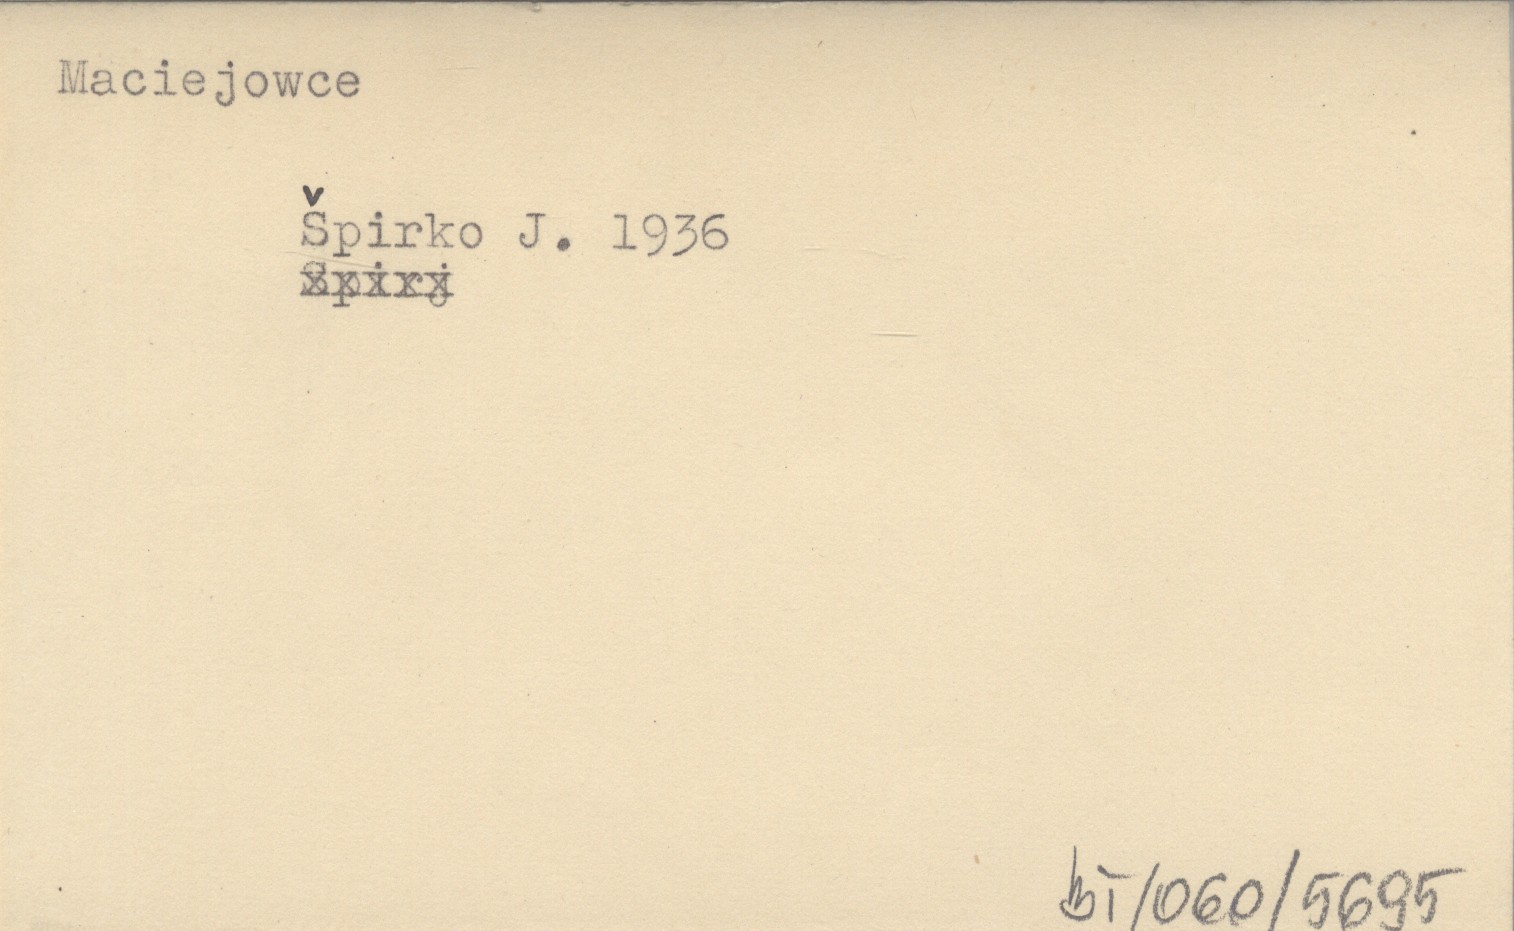 Maciejowce
Špirko J. 1936
BI/060/5695